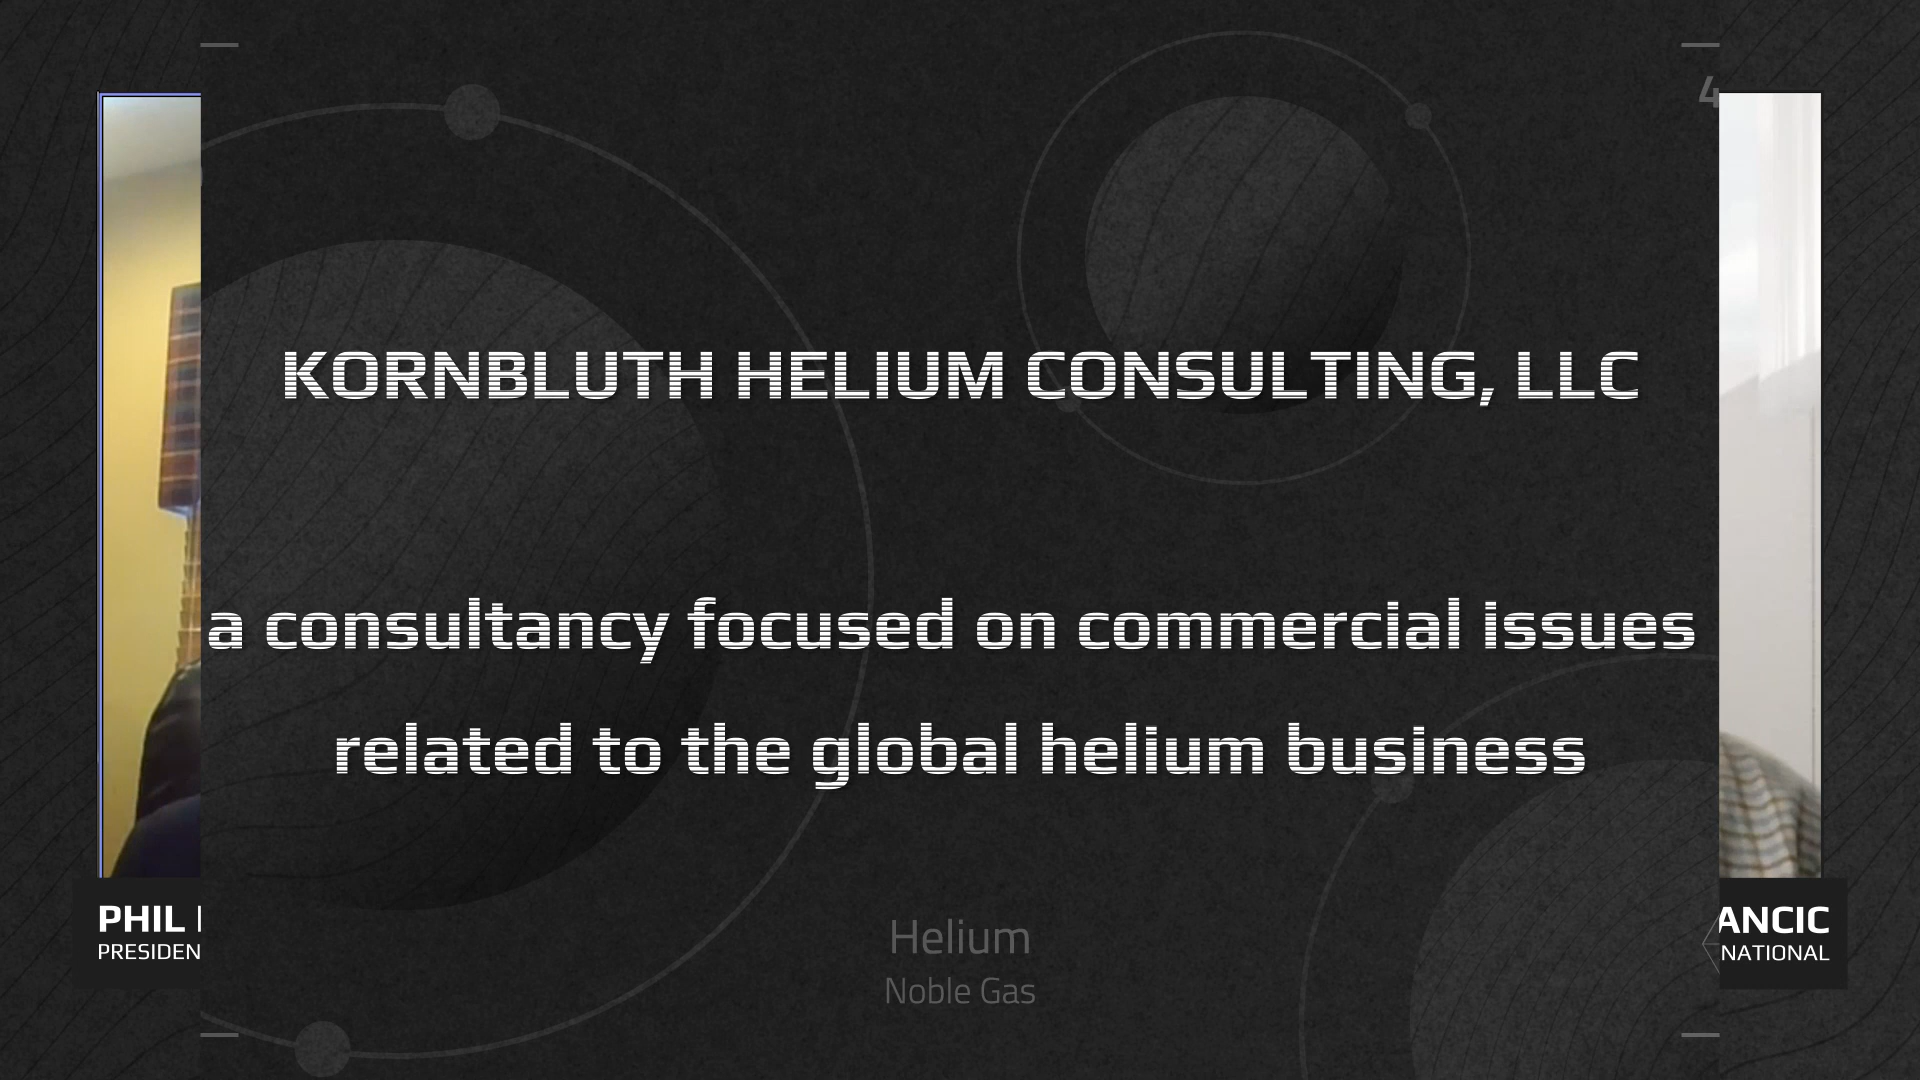 4
KORNBLUTH HELIUM CONSULTING, LLC
a consultancy focused on commercial issues
related to the global helium business
Helium
Noble Gas
PHIL
PRESIDEN
ANCIC
NATIONAL